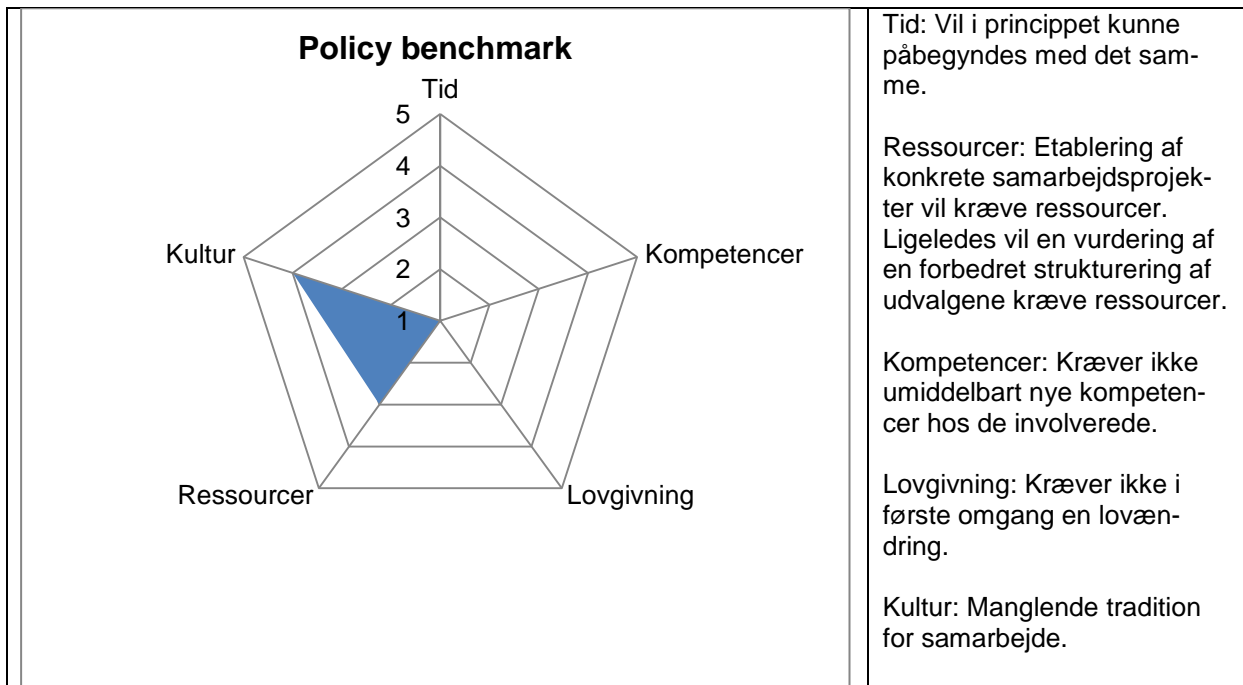 Policy benchmark
Tid
5
4
3
2
1
Kultur
Kompetencer
Ressourcer
Lovgivning
Tid: Vil i princippet kunne
påbegyndes med det sam-
me.
Ressourcer: Etablering af
konkrete samarbejdsprojek-
ter vil kræve ressourcer.
Ligeledes vil en vurdering af
en forbedret strukturering af
udvalgene kræve ressourcer.
Kompetencer: Kræver ikke
umiddelbart nye kompeten-
cer hos de involverede.
Lovgivning: Kræver ikke i
første omgang en lovæn-
dring.
Kultur: Manglende tradition
for samarbejde.